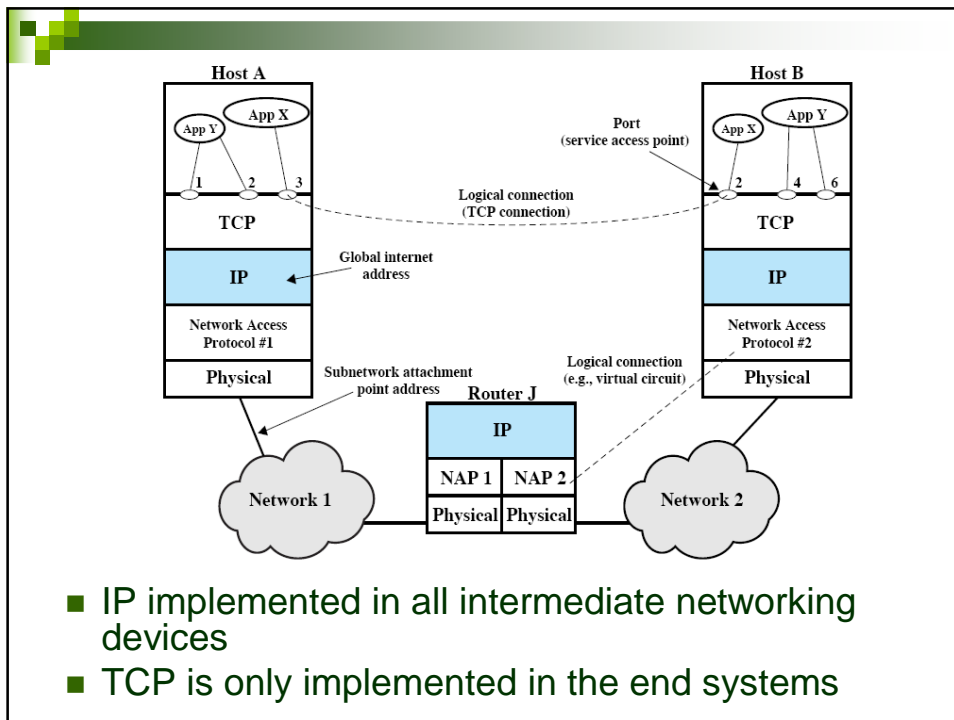 Host A
Host B
App Y
App X
Port
(service access point)
App X
App Y
1
2
3
2
4
6
Logical connection
(TCP connection)
TCP
TCP
Global internet
address
IP
IP
Network Access
Protocol #1
Network Access
Protocol #2
Logical connection
(e.g., virtual circuit)
Physical
Subnetwork attachment
point address
Physical
Router J
IP
NAP 1
NAP 2
Network 1
Physical
Physical
Network 2
IP implemented in all intermediate networking
devices
TCP is only implemented in the end systems